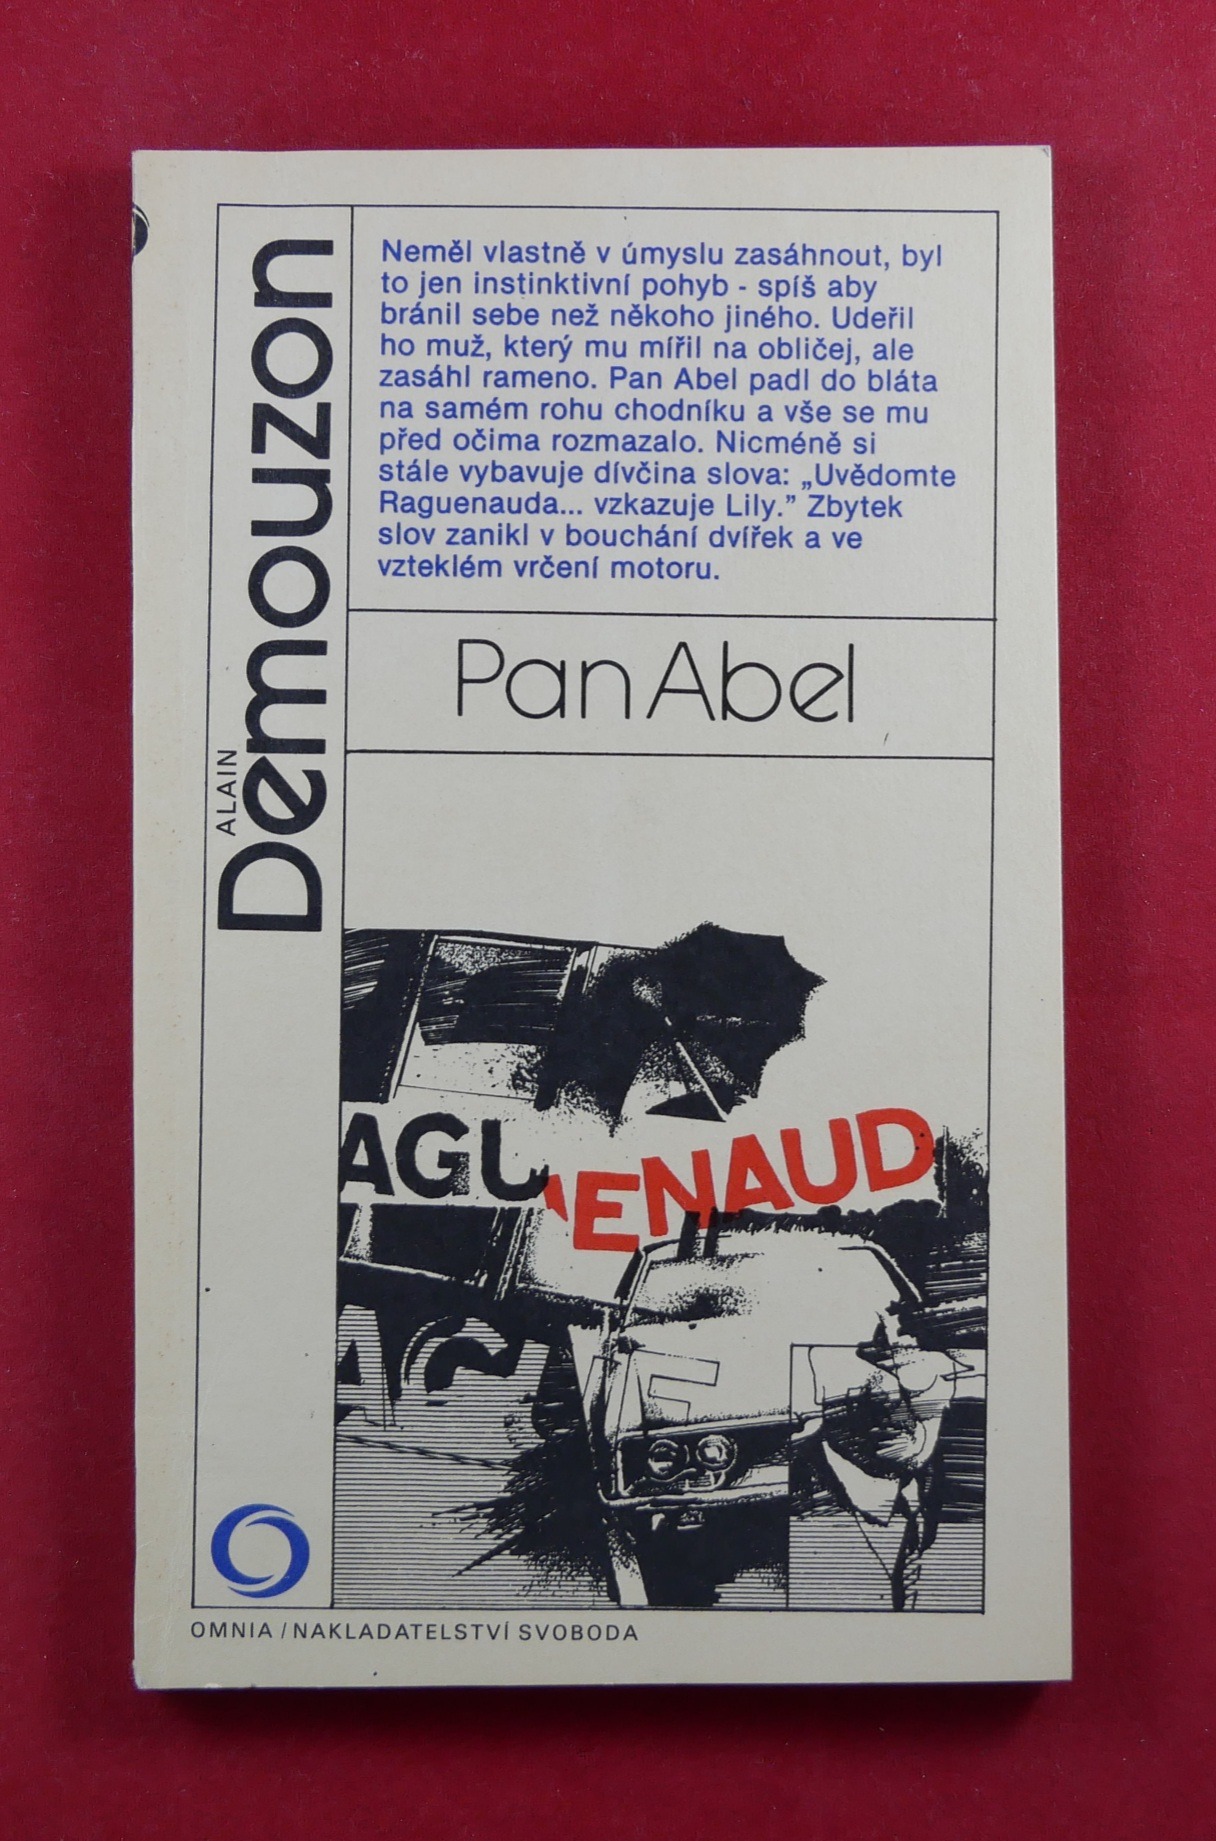 ALAIN
Demouzon
Neměl vlastně v úmyslu zasáhnout, byl
to jen instinktivní pohyb - spíš aby
bránil sebe než někoho jiného. Udeřil
ho muž, který mu mířil na obličej, ale
zasáhl rameno. Pan Abel padl do bláta
na samém rohu chodníku a vše se mu
před očima rozmazalo. Nicméně si
stále vybavuje dívčina slova: „Uvědomte
Raguenauda... vzkazuje Lily.” Zbytek
slov zanikl v bouchání dvířek a ve
vzteklém vrčení motoru.
Pan Abel
AGUENAUD
OMNIA / NAKLADATELSTVÍ SVOBODA